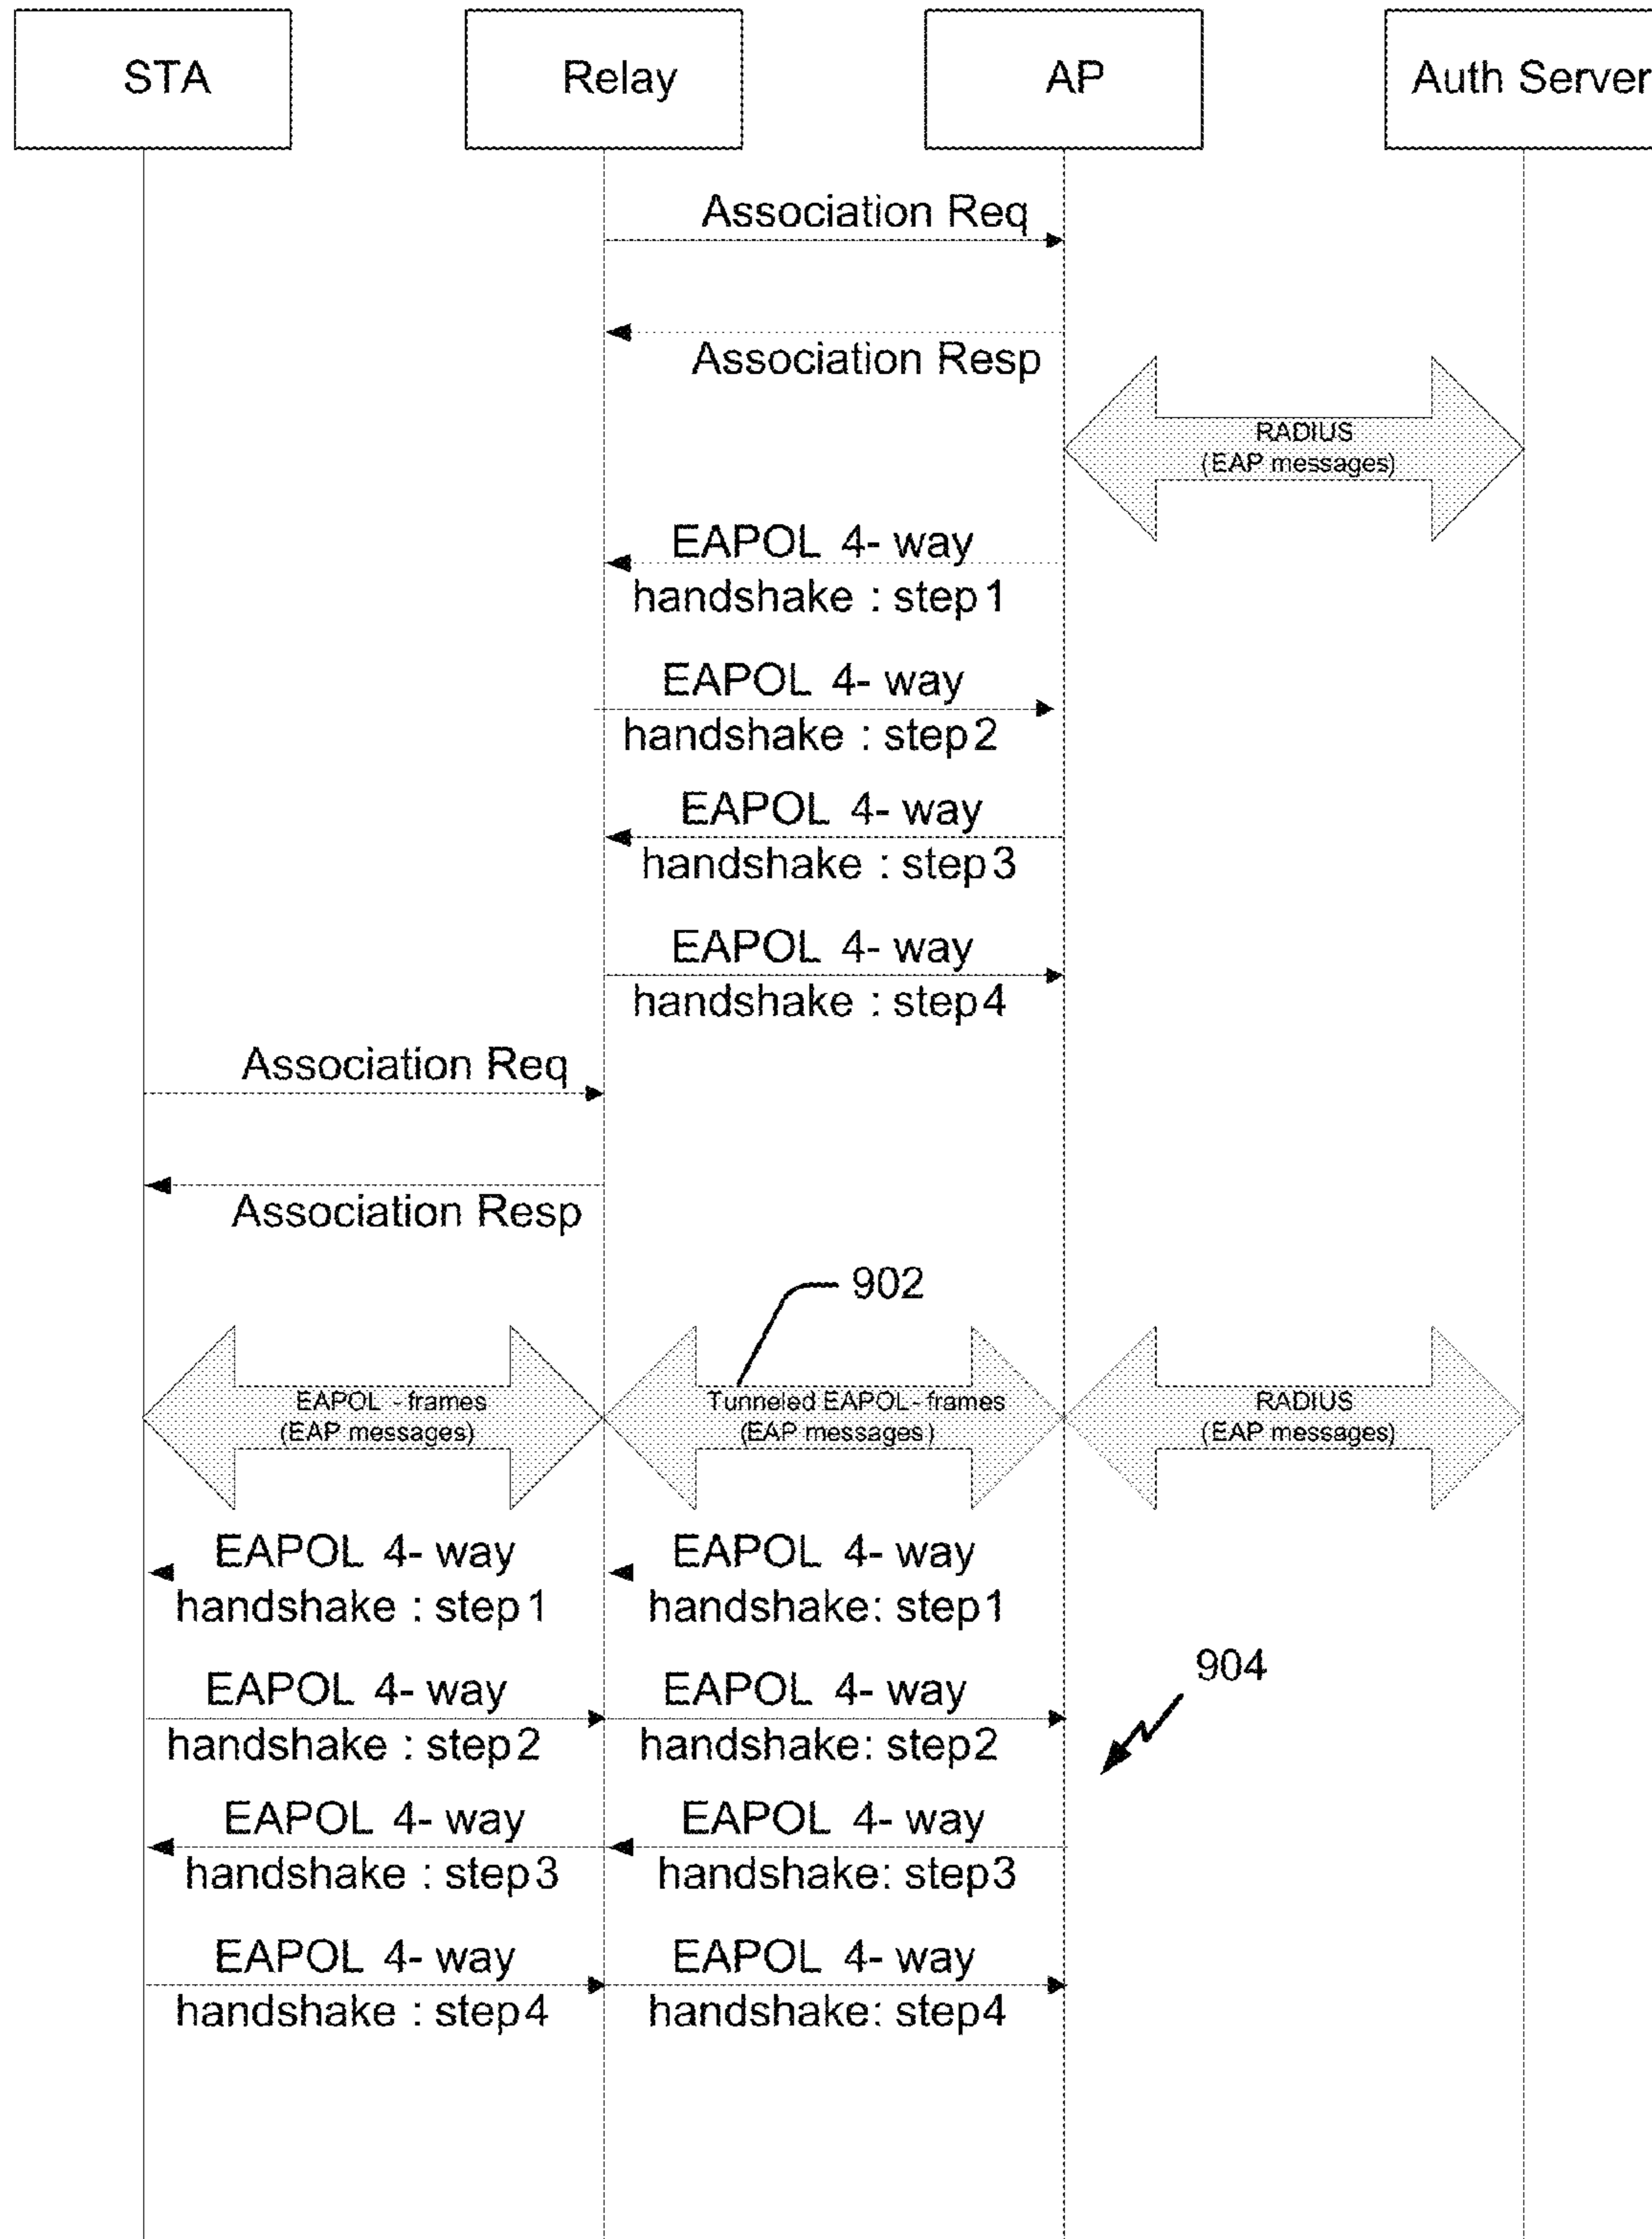 STA
Relay
AP
Auth Server
Association Req
Association Resp
RADIUS
(EAP messages)
EAPOL 4- way
handshake : step1
EAPOL 4- way
handshake : step2
EAPOL 4- way
handshake : step3
EAPOL 4- way
handshake : step4
Association Req
Association Resp
902
EAPOL - frames
(EAP messages)
Tunneled EAPOL- frames
(EAP messages)
RADIUS
(EAP messages)
EAPOL 4- way
handshake : step1
EAPOL 4- way
handshake: step1
904
EAPOL 4- way
handshake : step2
EAPOL 4- way
handshake: step2
EAPOL 4- way
handshake : step3
EAPOL 4- way
handshake: step3
EAPOL 4- way
handshake : step4
EAPOL 4- way
handshake: step4